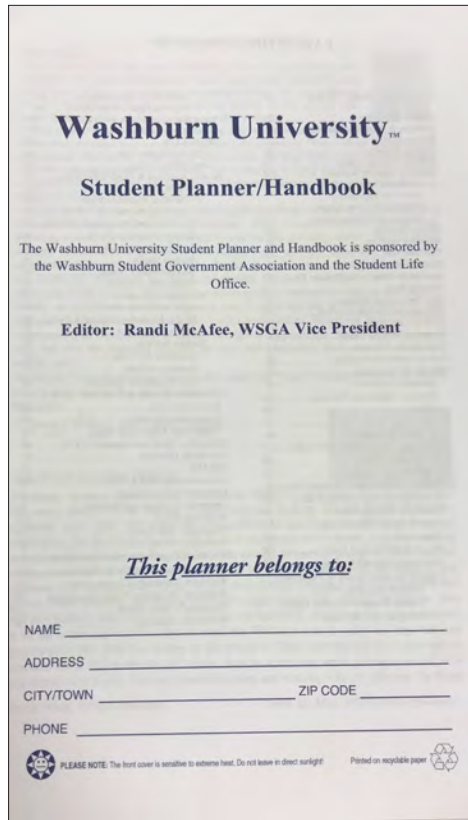 Washburn University™
Student Planner/Handbook
The Washburn University Student Planner and Handbook is sponsored by
the Washburn Student Government Association and the Student Life
Office.
Editor: Randi McAfee, WSGA Vice President
This planner belongs to:
NAME
ADDRESS
CITY/TOWN ZIP CODE
PHONE
PLEASE NOTE: The front cover is sensitive to extreme heat. Do not leave in direct sunlight! Printed on recyclable paper